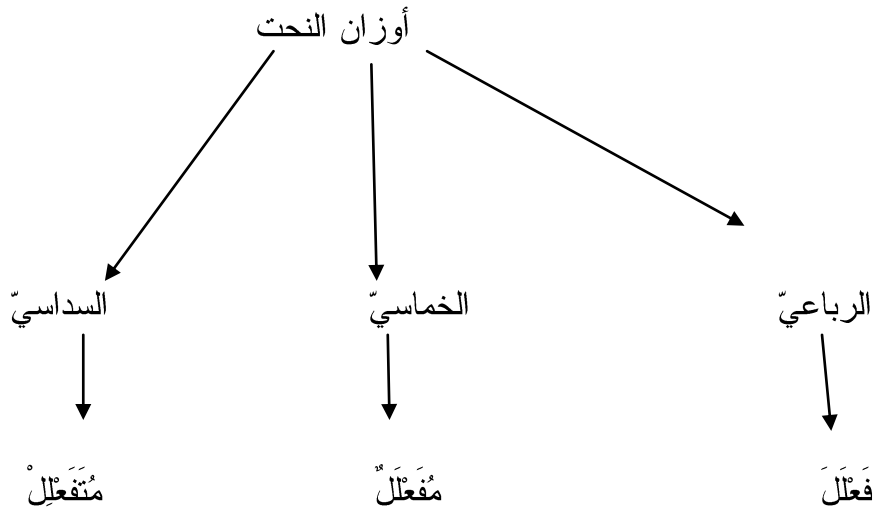 أوزان النحت
الرباعيّ
الخماسيّ
السداسيّ
فَعْلَلَ
مُفَعْلَلٌ
مُتَفَعْلِلْ